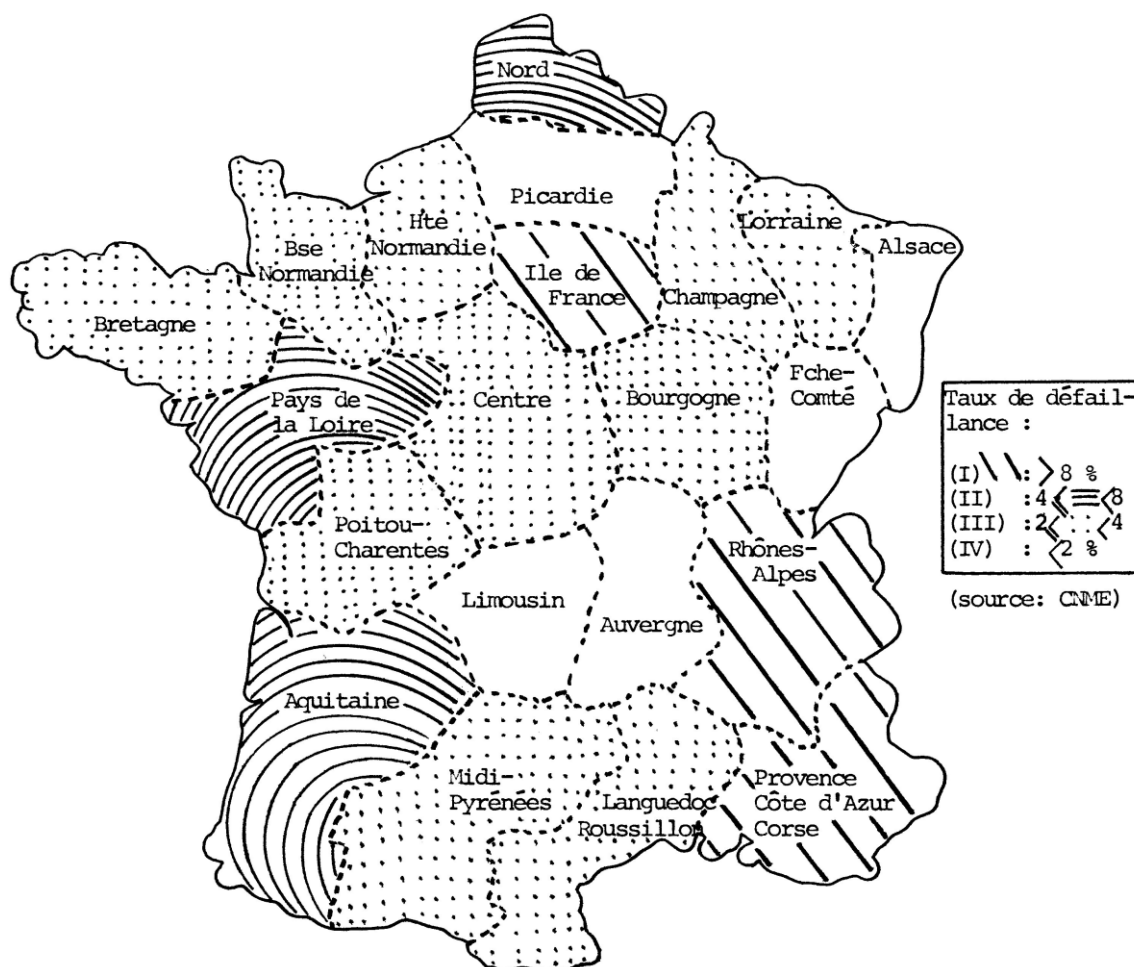 Nord
Picardie
Hte
Normandie
Lorraine
Alsace
Bse
Normandie
Ile de
France
Champagne
Bretagne
Fche-
Comté
Pays de
la Loire
Centre
Bourgogne
Taux de défail-
lance :
(I) : > 8 %
(II) : 4 ≤ < 8
(III) : 2 ≤ < 4
(IV) : < 2 %
(source: CNME)
Poitou-
Charentes
Rhônes-
Alpes
Limousin
Auvergne
Aquitaine
Midi-
Pyrénées
Languedoc
Roussillon
Provence
Côte d'Azur
Corse